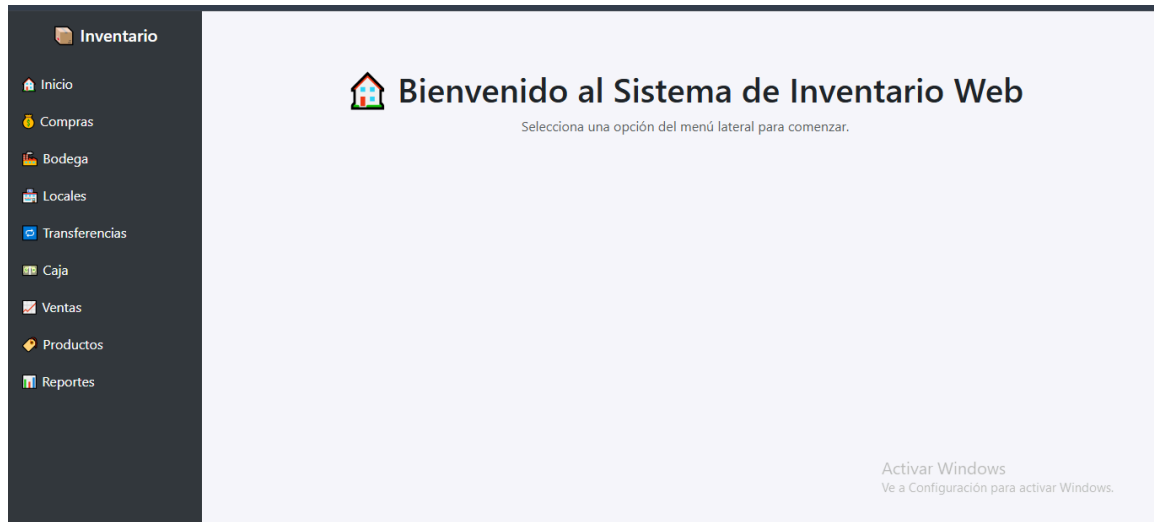 Inventario
Inicio
Compras
Bodega
Locales
Transferencias
Caja
Ventas
Productos
Reportes
Bienvenido al Sistema de Inventario Web
Selecciona una opción del menú lateral para comenzar.
Activar Windows
Ve a Configuración para activar Windows.